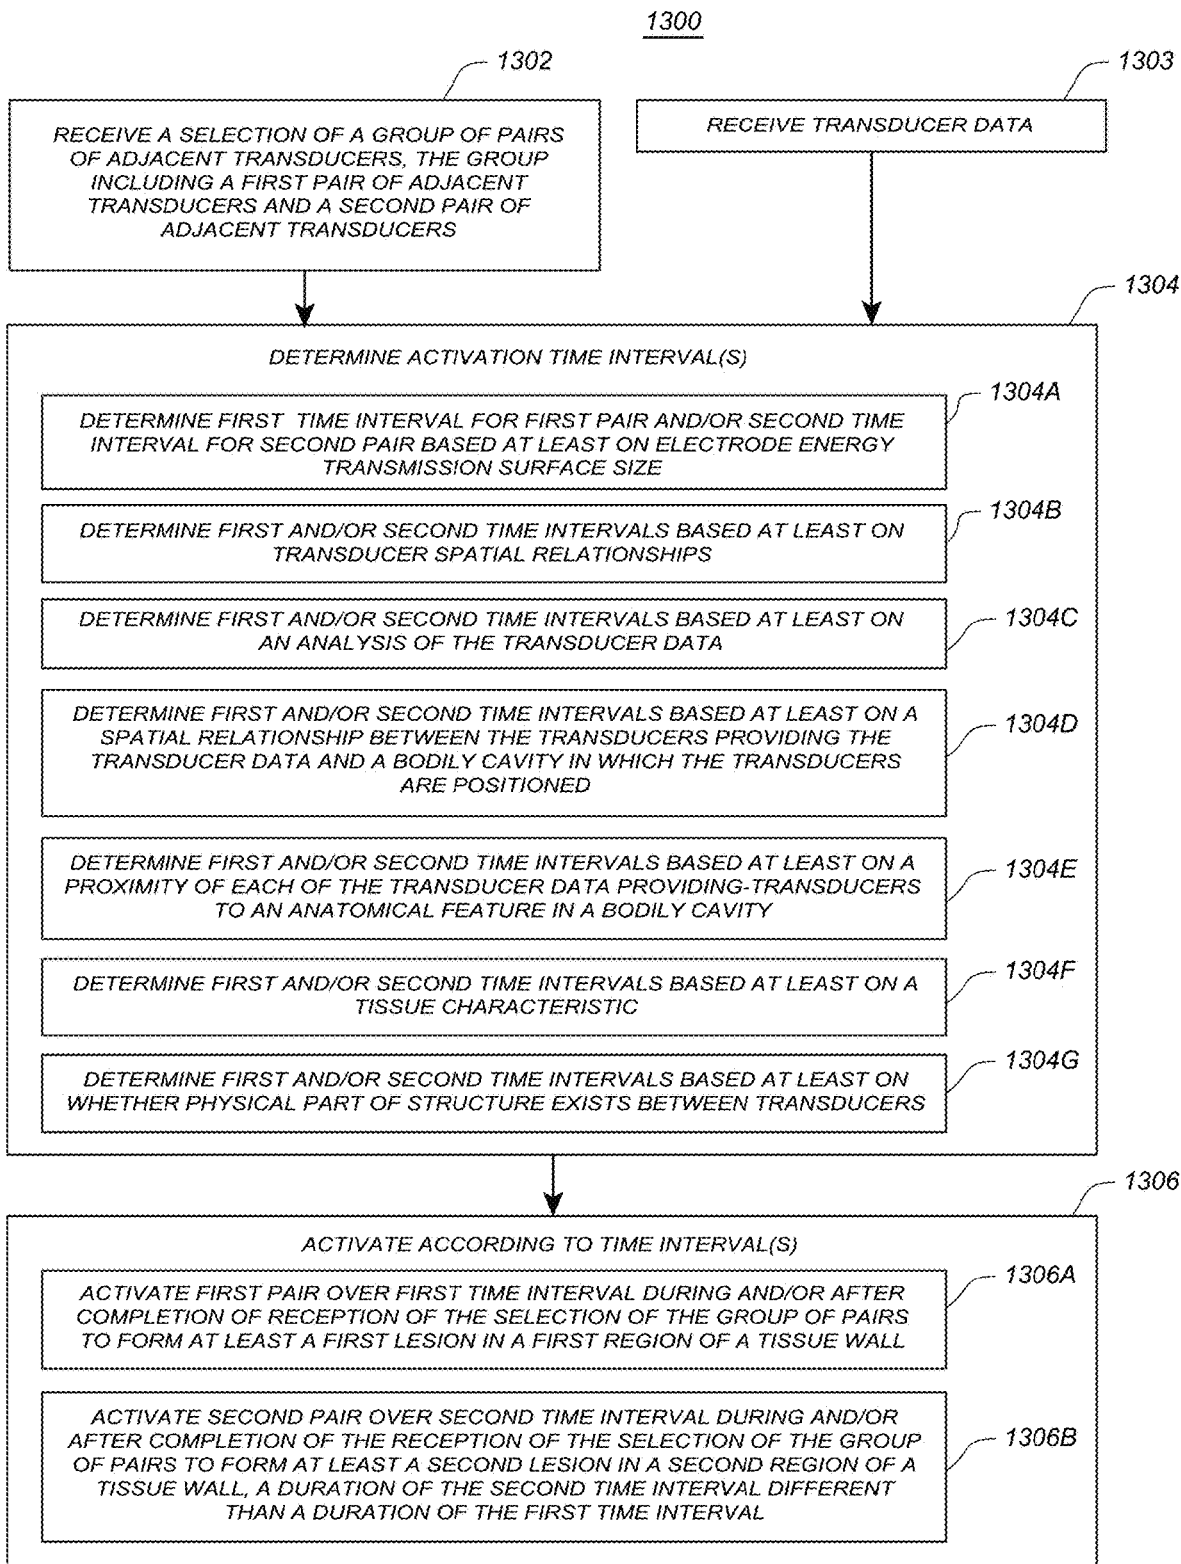 1300
1302
1303
RECEIVE A SELECTION OF A GROUP OF PAIRS
OF ADJACENT TRANSDUCERS, THE GROUP
INCLUDING A FIRST PAIR OF ADJACENT
TRANSDUCERS AND A SECOND PAIR OF
ADJACENT TRANSDUCERS
RECEIVE TRANSDUCER DATA
1304
DETERMINE ACTIVATION TIME INTERVAL(S)
1304A
DETERMINE FIRST TIME INTERVAL FOR FIRST PAIR AND/OR SECOND TIME
INTERVAL FOR SECOND PAIR BASED AT LEAST ON ELECTRODE ENERGY
TRANSMISSION SURFACE SIZE
1304B
DETERMINE FIRST AND/OR SECOND TIME INTERVALS BASED AT LEAST ON
TRANSDUCER SPATIAL RELATIONSHIPS
1304C
DETERMINE FIRST AND/OR SECOND TIME INTERVALS BASED AT LEAST ON
AN ANALYSIS OF THE TRANSDUCER DATA
1304D
DETERMINE FIRST AND/OR SECOND TIME INTERVALS BASED AT LEAST ON A
SPATIAL RELATIONSHIP BETWEEN THE TRANSDUCERS PROVIDING THE
TRANSDUCER DATA AND A BODILY CAVITY IN WHICH THE TRANSDUCERS
ARE POSITIONED
1304E
DETERMINE FIRST AND/OR SECOND TIME INTERVALS BASED AT LEAST ON A
PROXIMITY OF EACH OF THE TRANSDUCER DATA PROVIDING-TRANSDUCERS
TO AN ANATOMICAL FEATURE IN A BODILY CAVITY
1304F
DETERMINE FIRST AND/OR SECOND TIME INTERVALS BASED AT LEAST ON A
TISSUE CHARACTERISTIC
1304G
DETERMINE FIRST AND/OR SECOND TIME INTERVALS BASED AT LEAST ON
WHETHER PHYSICAL PART OF STRUCTURE EXISTS BETWEEN TRANSDUCERS
1306
ACTIVATE ACCORDING TO TIME INTERVAL(S)
1306A
ACTIVATE FIRST PAIR OVER FIRST TIME INTERVAL DURING AND/OR AFTER
COMPLETION OF RECEPTION OF THE SELECTION OF THE GROUP OF PAIRS
TO FORM AT LEAST A FIRST LESION IN A FIRST REGION OF A TISSUE WALL
1306B
ACTIVATE SECOND PAIR OVER SECOND TIME INTERVAL DURING AND/OR
AFTER COMPLETION OF THE RECEPTION OF THE SELECTION OF THE GROUP
OF PAIRS TO FORM AT LEAST A SECOND LESION IN A SECOND REGION OF A
TISSUE WALL, A DURATION OF THE SECOND TIME INTERVAL DIFFERENT
THAN A DURATION OF THE FIRST TIME INTERVAL